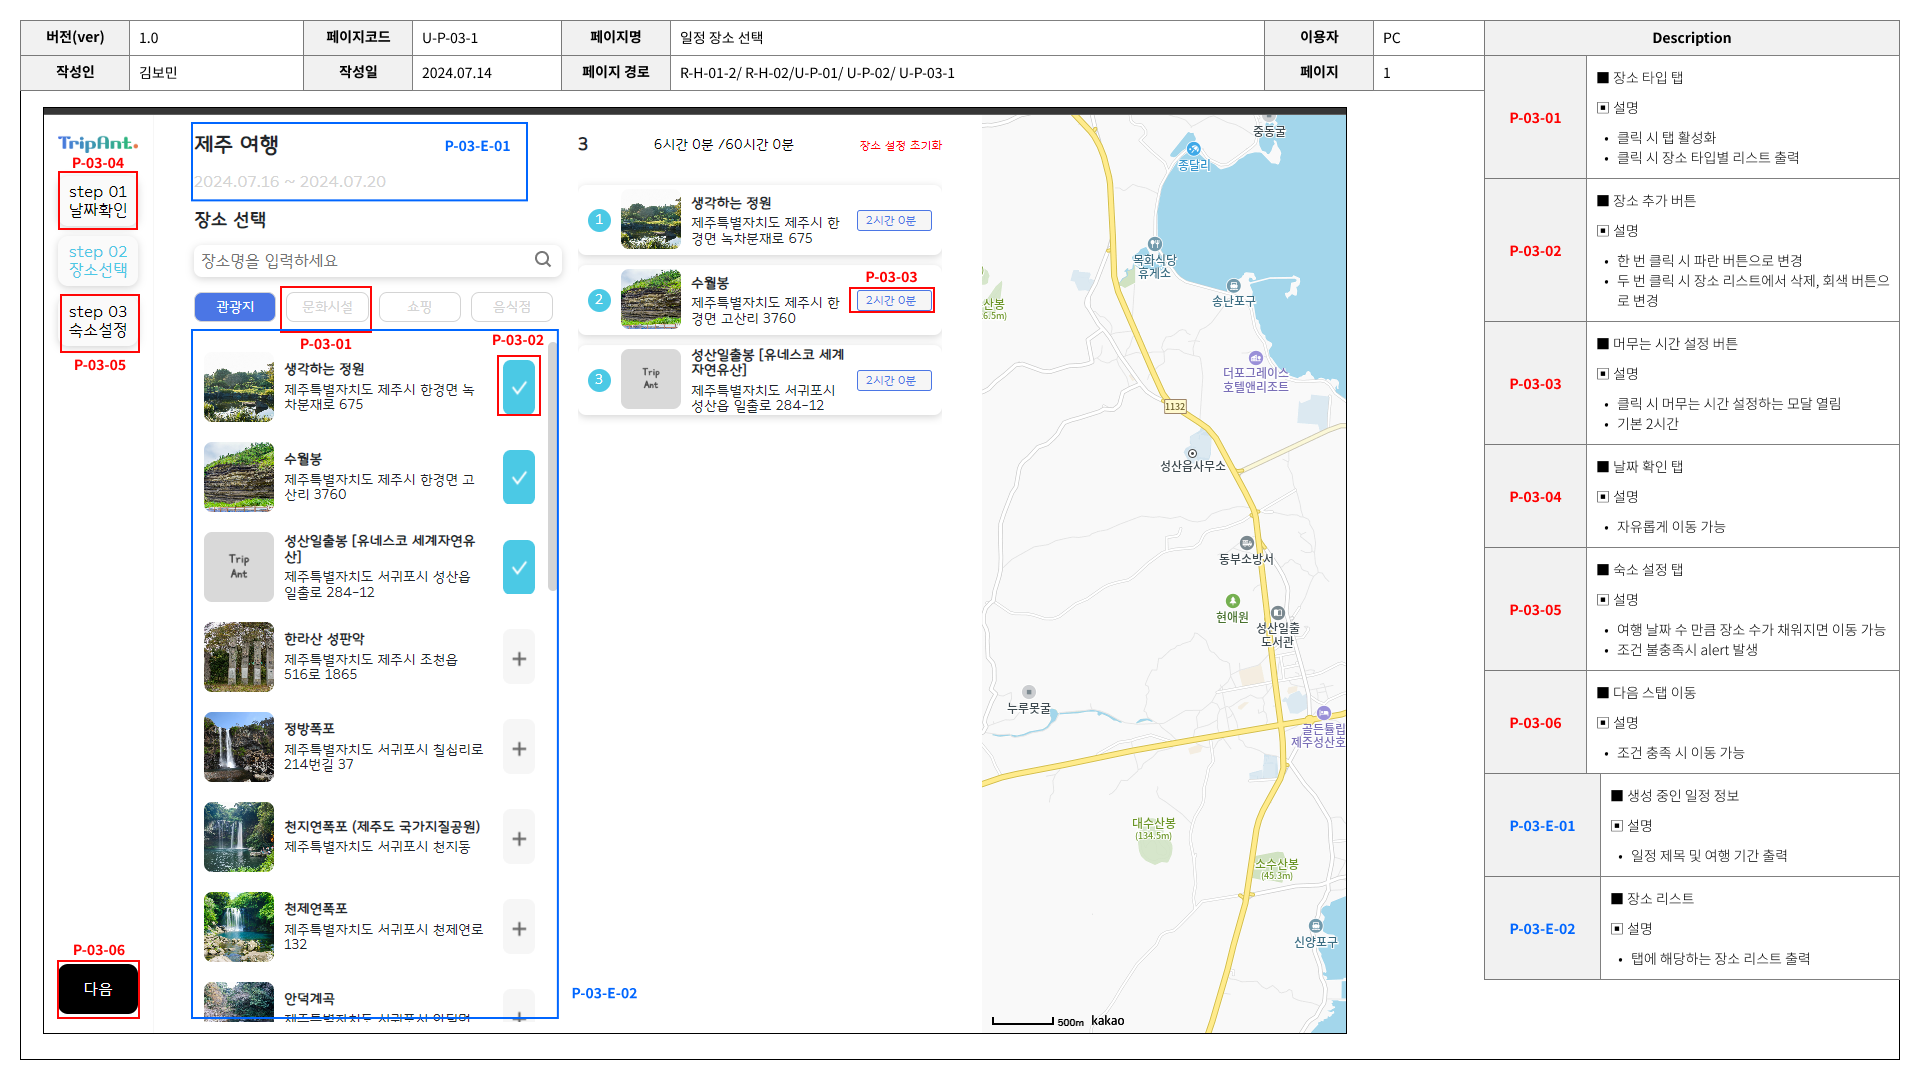 버전(ver) 1.0 페이지코드 U-P-03-1 페이지명 일정 장소 선택 이용자 PC
작성인 김보민 작성일 2024.07.14 페이지 경로 R-H-01-2/ R-H-02/U-P-01/ U-P-02/ U-P-03-1 페이지 1
TripAnt.
P-03-04
step 01
날짜확인
step 02
장소선택
step 03
숙소설정
P-03-05
P-03-06
다음
제주 여행
P-03-E-01
2024.07.16 ~ 2024.07.20
장소 선택
장소명을 입력하세요
관광지 문화시설 쇼핑 음식점
P-03-01
P-03-02
생각하는 정원
제주특별자치도 제주시 한경면 녹
차분재로 675
수월봉
제주특별자치도 제주시 한경면 고
산리 3760
Trip
Ant
성산일출봉 [유네스코 세계자연유
산]
제주특별자치도 서귀포시 성산읍
일출로 284-12
한라산 성판악
제주특별자치도 제주시 조천읍
516로 1865
정방폭포
제주특별자치도 서귀포시 칠십리로
214번길 37
천지연폭포 (제주도 국가지질공원)
제주특별자치도 서귀포시 천지동
천제연폭포
제주특별자치도 서귀포시 천제연로
132
안덕계곡
제주특별자치도 서귀포시 안덕면
P-03-E-02
3 6시간 0분 /60시간 0분 장소 설정 초기화
1
생각하는 정원
제주특별자치도 제주시 한
경면 녹차분재로 675
2시간 0분
2
수월봉
제주특별자치도 제주시 한
경면 고산리 3760
P-03-03
2시간 0분
3
Trip
Ant
성산일출봉 [유네스코 세계
자연유산]
제주특별자치도 서귀포시
성산읍 일출로 284-12
2시간 0분
중동굴
종달리
목화식당
휴게소
송난포구
산봉
6.5m)
더포그레이스
호텔앤리조트
1132
성산읍사무소
동부소방서
현애원
성산일출
도서관
누루못굴
골든튤립
제주성산호
대수산봉
(134.5m)
소수산봉
(45.3m)
신양포구
500m kakao
Description
P-03-01
■ 장소 타입 탭
▣ 설명
• 클릭 시 탭 활성화
• 클릭 시 장소 타입별 리스트 출력
P-03-02
■ 장소 추가 버튼
▣ 설명
• 한 번 클릭 시 파란 버튼으로 변경
• 두 번 클릭 시 장소 리스트에서 삭제, 회색 버튼으
로 변경
P-03-03
■ 머무는 시간 설정 버튼
▣ 설명
• 클릭 시 머무는 시간 설정하는 모달 열림
• 기본 2시간
P-03-04
■ 날짜 확인 탭
▣ 설명
• 자유롭게 이동 가능
P-03-05
■ 숙소 설정 탭
▣ 설명
• 여행 날짜 수 만큼 장소 수가 채워지면 이동 가능
• 조건 불충족시 alert 발생
P-03-06
■ 다음 스탭 이동
▣ 설명
• 조건 충족 시 이동 가능
P-03-E-01
■ 생성 중인 일정 정보
▣ 설명
• 일정 제목 및 여행 기간 출력
P-03-E-02
■ 장소 리스트
▣ 설명
• 탭에 해당하는 장소 리스트 출력